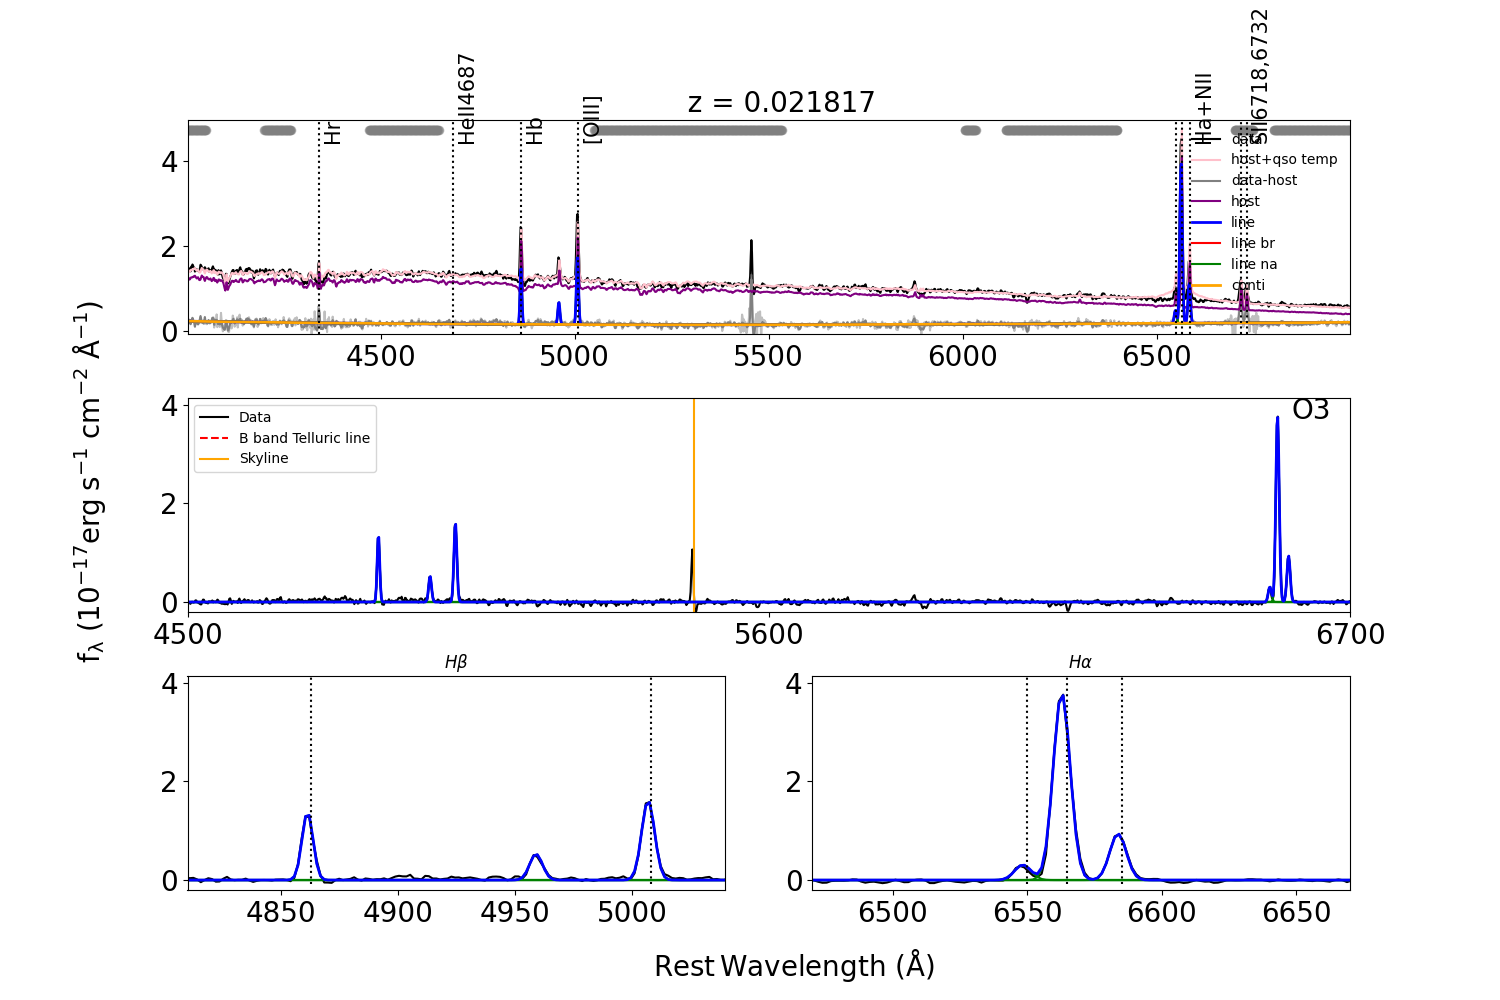 z = 0.021817
Hr
HeII4687
Hb
[OIII]
Ha+NII
SII6718,6732
data
host+qso temp
data-host
host
line
line br
line na
conti
4
2
0
4500
5000
5500
6000
6500
fλ (10−17erg s−1 cm−2 Å−1)
Data
B band Telluric line
Skyline
O3
4
2
0
4500
5600
6700
Hβ
4
2
0
4850
4900
4950
5000
Hα
4
2
0
6500
6550
6600
6650
Rest Wavelength (Å)